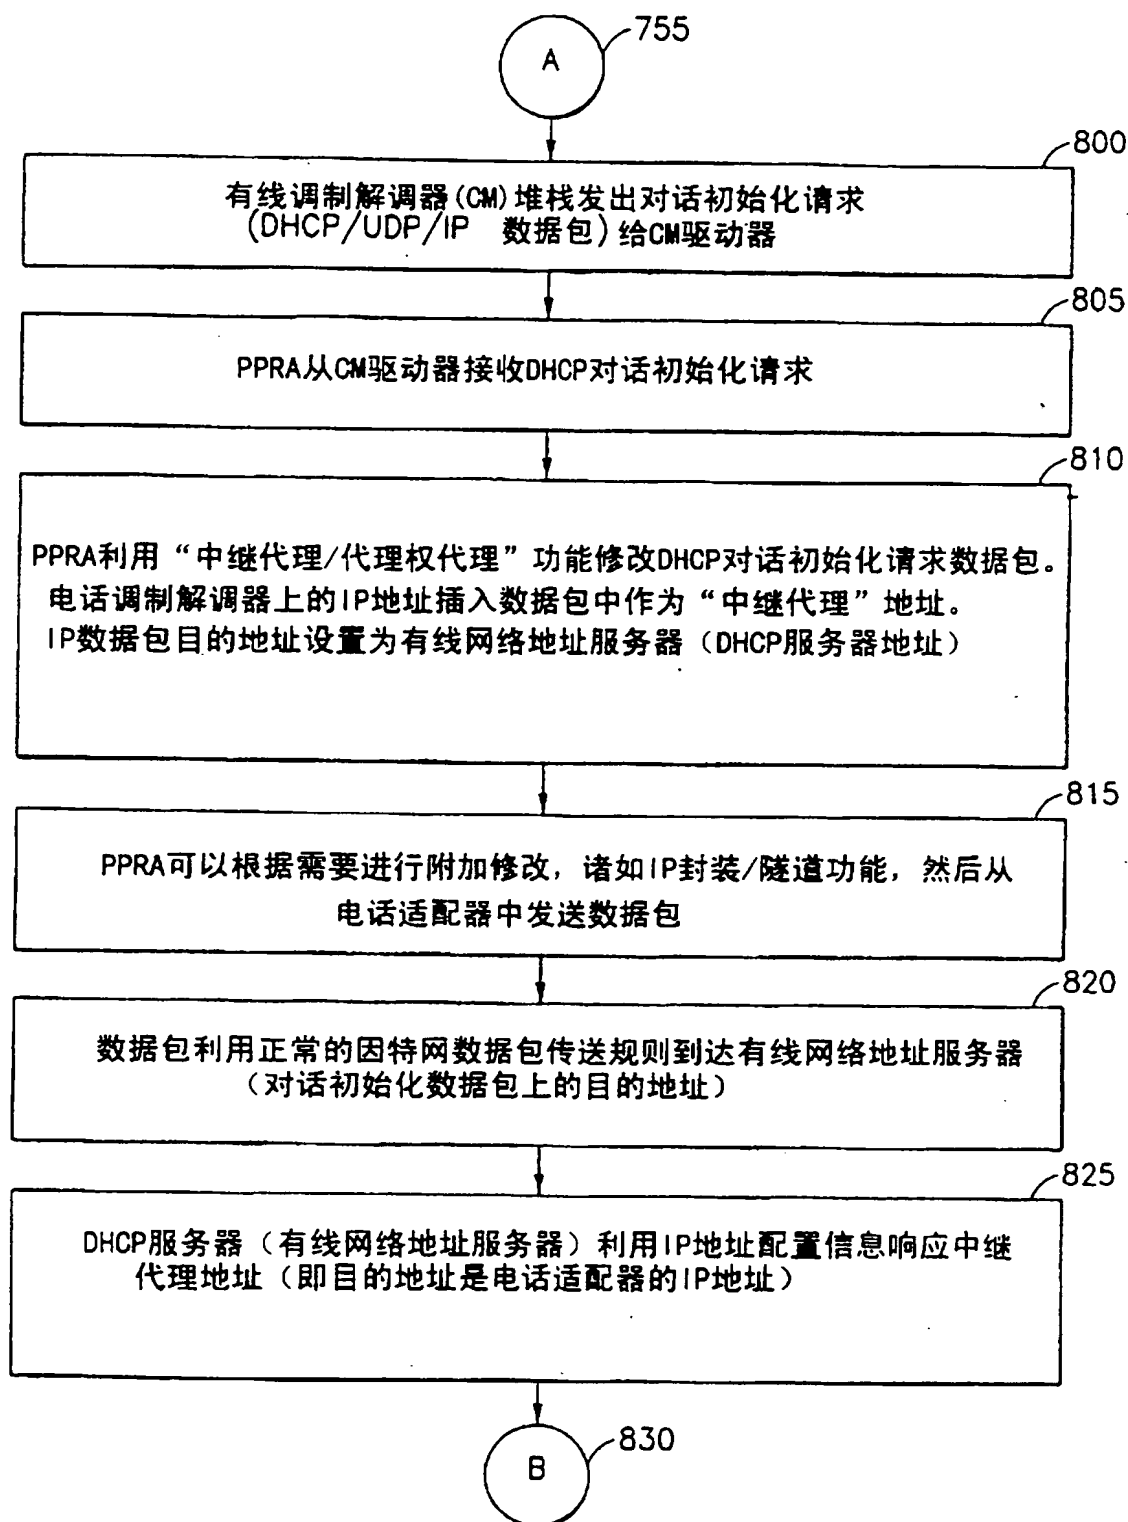 755
A
800
有线调制解调器(CM)堆栈发出对话初始化请求
(DHCP/UDP/IP 数据包)给CM驱动器
805
PPRA从CM驱动器接收DHCP对话初始化请求
810
PPRA利用“中继代理/代理权代理”功能修改DHCP对话初始化请求数据包。
电话调制解调器上的IP地址插入数据包中作为“中继代理”地址。
IP数据包目的地址设置为有线网络地址服务器（DHCP服务器地址）
815
PPRA可以根据需要进行附加修改，诸如IP封装/隧道功能，然后从
电话适配器中发送数据包
820
数据包利用正常的因特网数据包传送规则到达有线网络地址服务器
（对话初始化数据包上的目的地址）
825
DHCP服务器（有线网络地址服务器）利用IP地址配置信息响应中继
代理地址（即目的地址是电话适配器的IP地址）
830
B